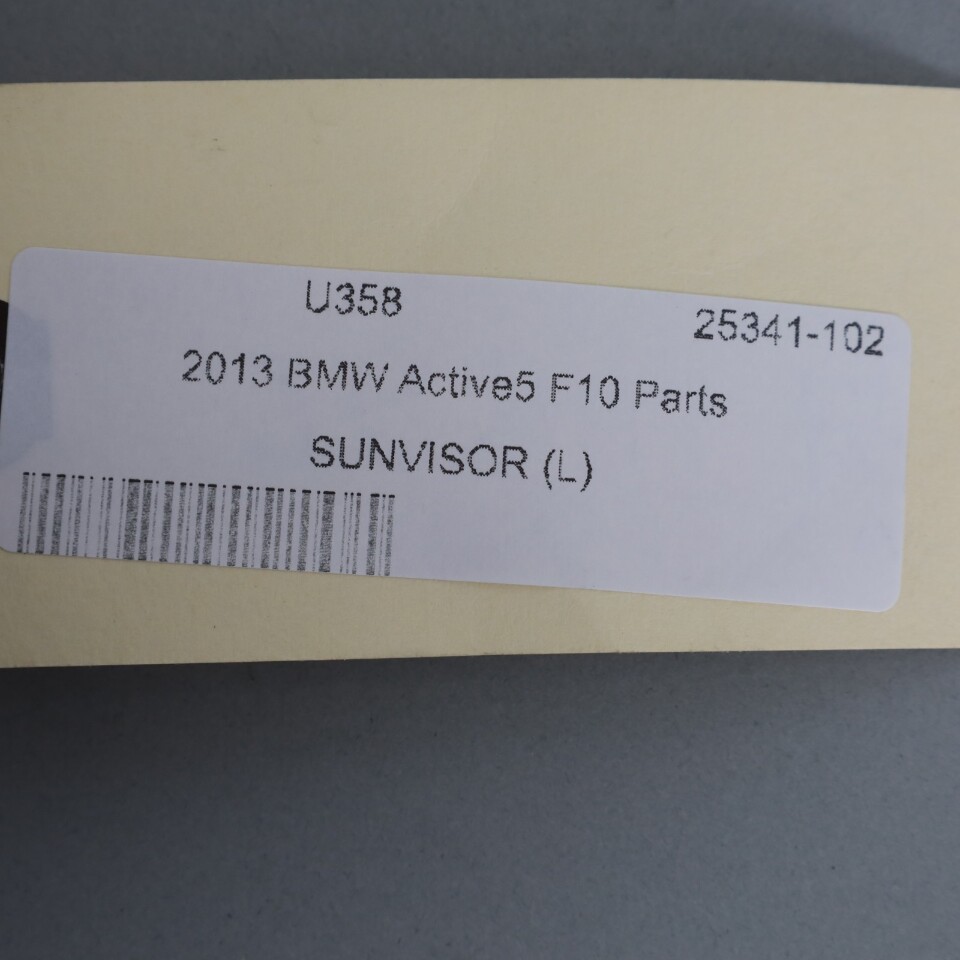 U358 25341-102
2013 BMW Active5 F10 Parts
SUNVISOR (L)